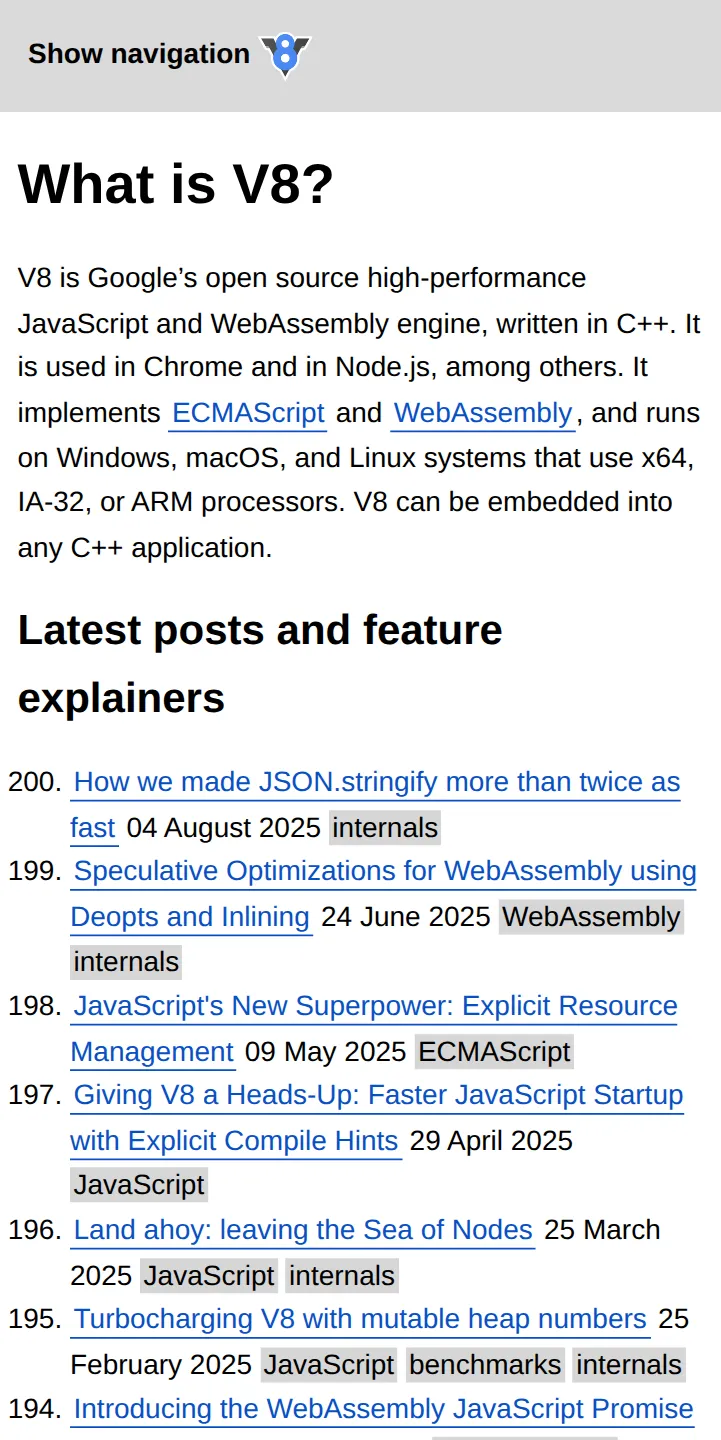 Show navigation
What is V8?
V8 is Google’s open source high-performance
JavaScript and WebAssembly engine, written in C++. It
is used in Chrome and in Node.js, among others. It
implements ECMAScript and WebAssembly, and runs
on Windows, macOS, and Linux systems that use x64,
IA-32, or ARM processors. V8 can be embedded into
any C++ application.
Latest posts and feature
explainers
200. How we made JSON.stringify more than twice as
fast 04 August 2025 internals
199. Speculative Optimizations for WebAssembly using
Deopts and Inlining 24 June 2025 WebAssembly
internals
198. JavaScript's New Superpower: Explicit Resource
Management 09 May 2025 ECMAScript
197. Giving V8 a Heads-Up: Faster JavaScript Startup
with Explicit Compile Hints 29 April 2025
JavaScript
196. Land ahoy: leaving the Sea of Nodes 25 March
2025 JavaScript internals
195. Turbocharging V8 with mutable heap numbers 25
February 2025 JavaScript benchmarks internals
194. Introducing the WebAssembly JavaScript Promise